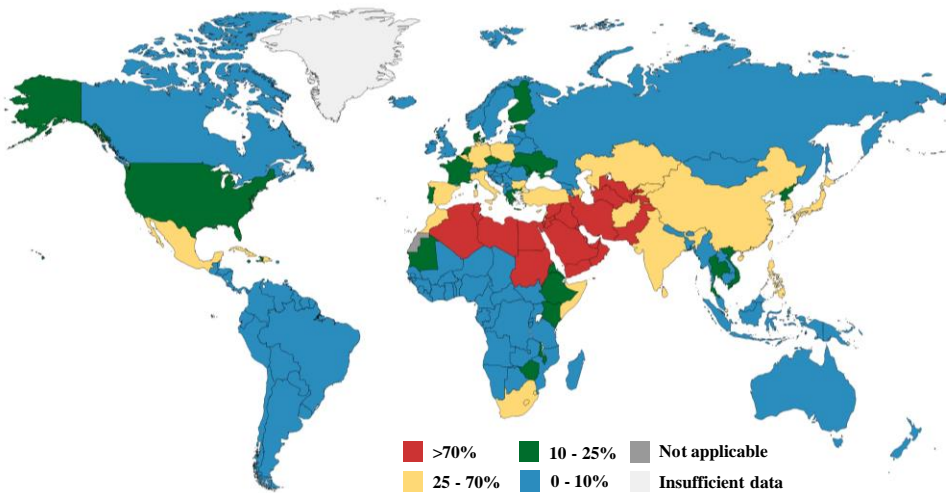 >70% 10 - 25% Not applicable
25 - 70% 0 - 10% Insufficient data